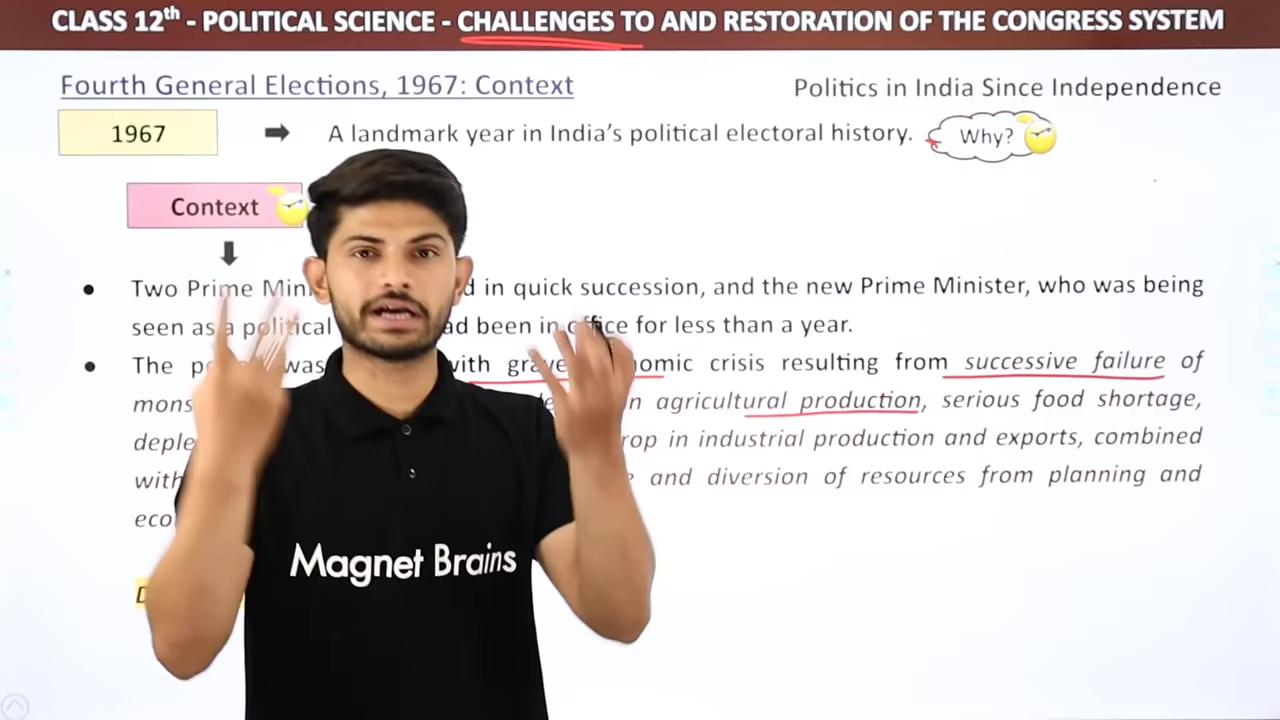 CLASS 12th - POLITICAL SCIENCE - CHALLENGES TO AND RESTORATION OF THE CONGRESS SYSTEM
Fourth General Elections, 1967: Context
Politics in India Since Independence
1967
A landmark year in India's political electoral history.
Why?
Context
Two Prime in quick succession, and the new Prime Minister, who was being
seen as a political been in office for less than a year.
The was with grave crisis resulting from successive failure of
agricultural production, serious food shortage,
in industrial production and exports, combined
with and diversion of resources from planning and
Magnet Brains